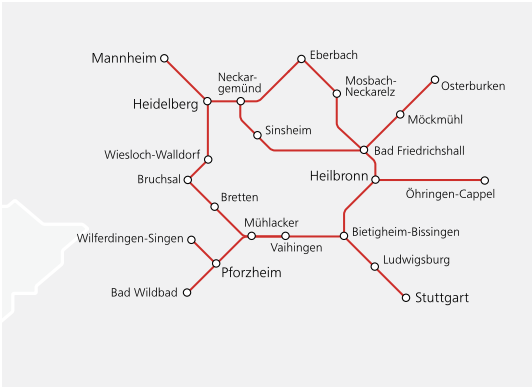 Mannheim
Eberbach
Neckar-
gemünd
Mosbach-
Neckarelz
Osterburken
Heidelberg
Möckmühl
Sinsheim
Wiesloch-Walldorf
Bad Friedrichshall
Bruchsal
Heilbronn
Öhringen-Cappel
Bretten
Mühlacker
Wilferdingen-Singen
Vaihingen
Bietigheim-Bissingen
Pforzheim
Ludwigsburg
Bad Wildbad
Stuttgart